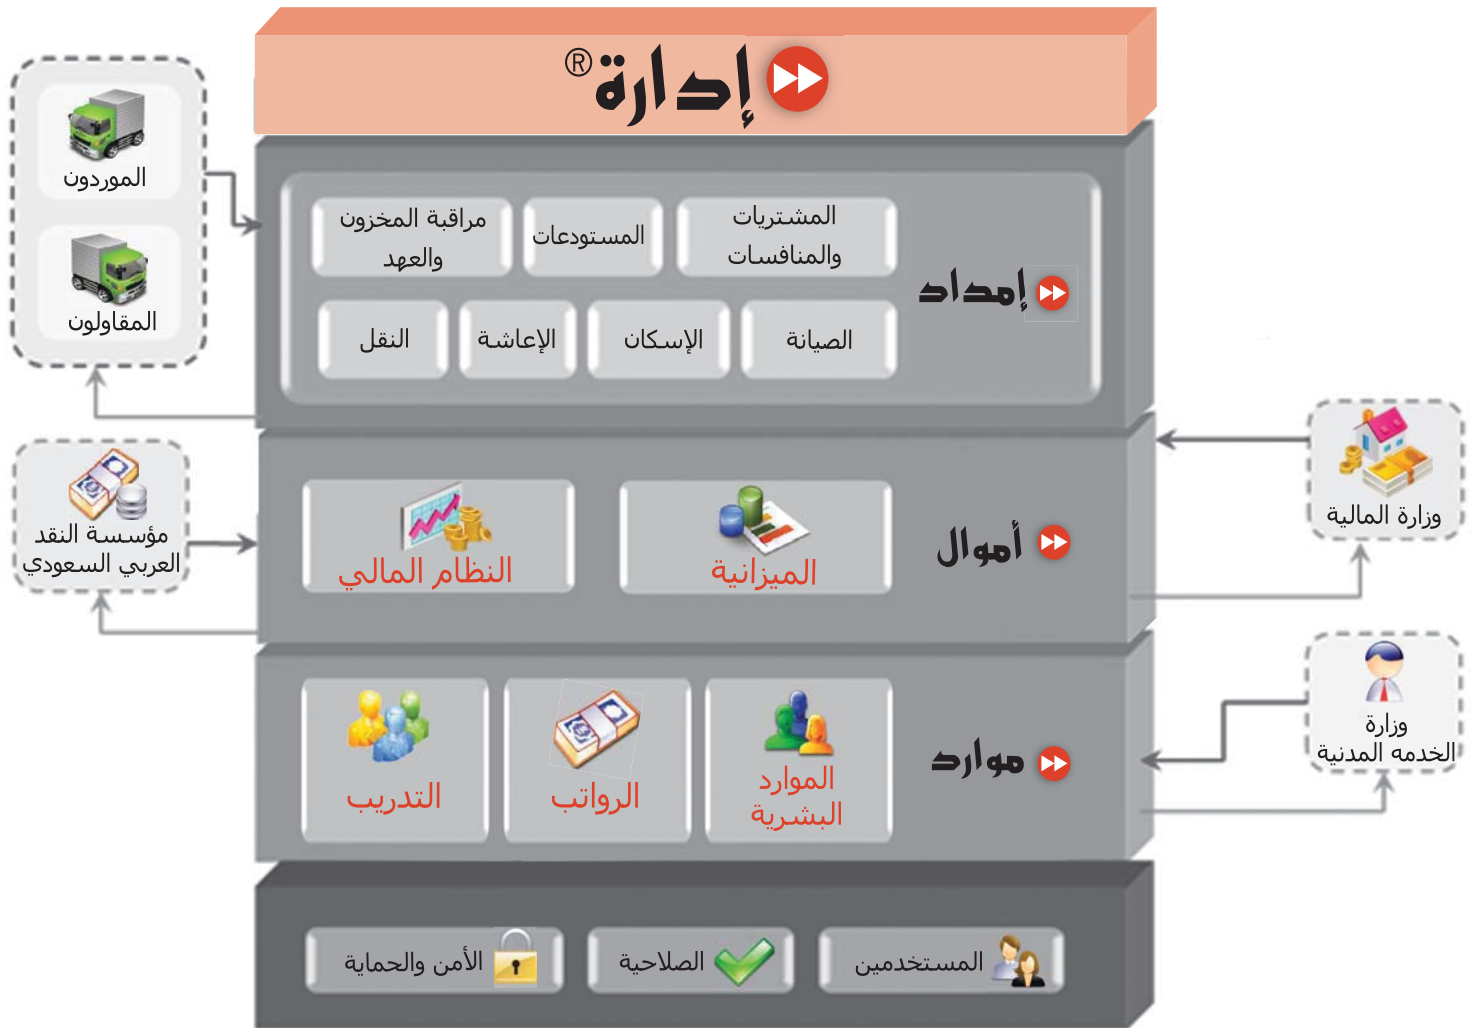 إدارة®
الموردون
المقاولون
إمداد
المشتريات
والمنافسات
المستودعات
مراقبة المخزون
والعهد
الصيانة
الإسكان
الإعاشة
النقل
وزارة المالية
أموال
الميزانية
النظام المالي
مؤسسة النقد
العربي السعودي
وزارة
الخدمه المدنية
موارد
الموارد
البشرية
الرواتب
التدريب
المستخدمين
الصلاحية
الأمن والحماية